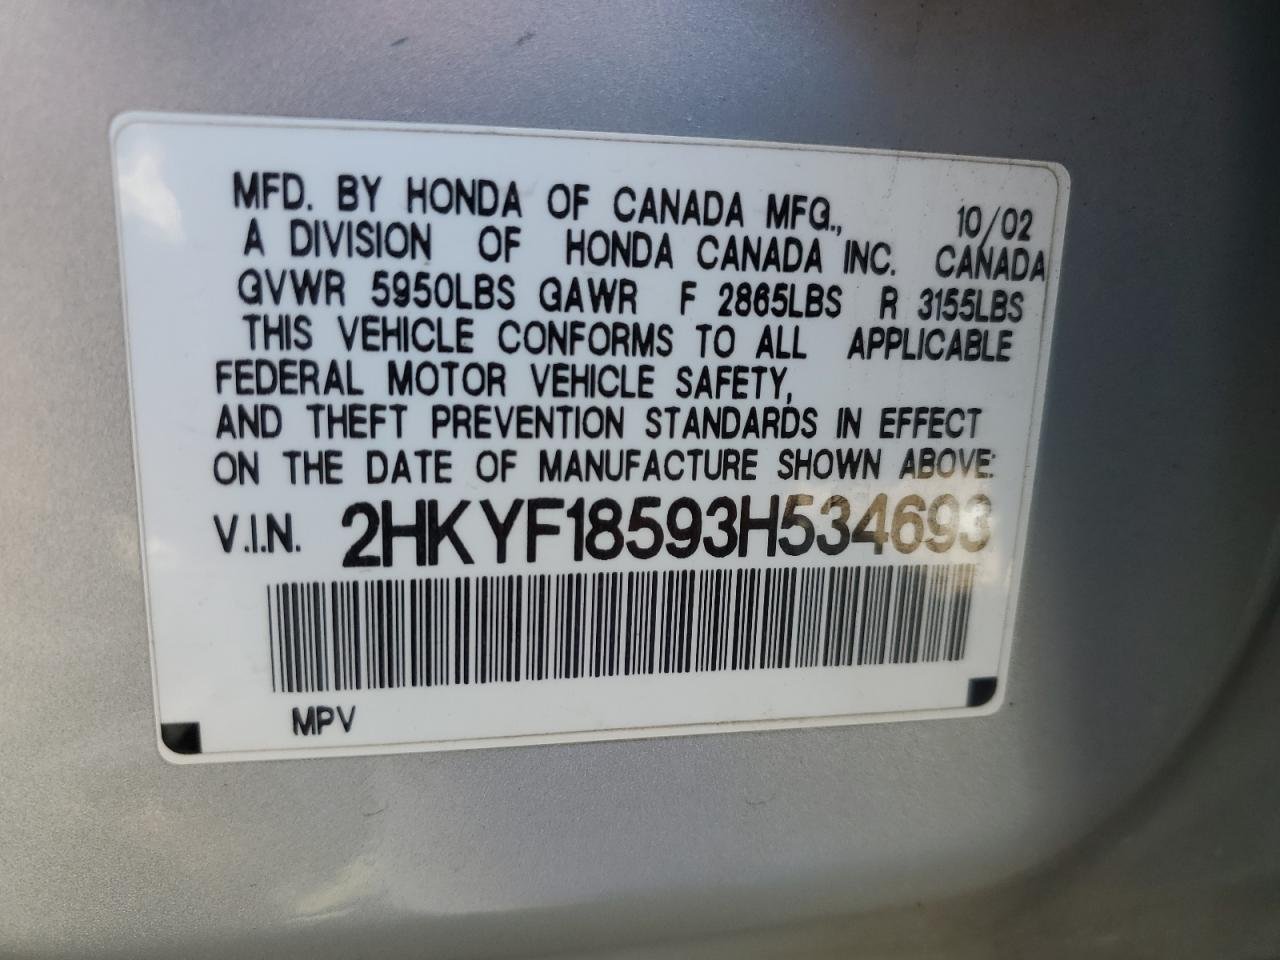 MFD. BY HONDA OF CANADA MFG., 10/02
A DIVISION OF HONDA CANADA INC. CANADA
GVWR 5950LBS GAWR F 2865LBS R 3155LBS
THIS VEHICLE CONFORMS TO ALL APPLICABLE
FEDERAL MOTOR VEHICLE SAFETY,
AND THEFT PREVENTION STANDARDS IN EFFECT
ON THE DATE OF MANUFACTURE SHOWN ABOVE:
V.I.N. 2HKYF18593H534693
MPV